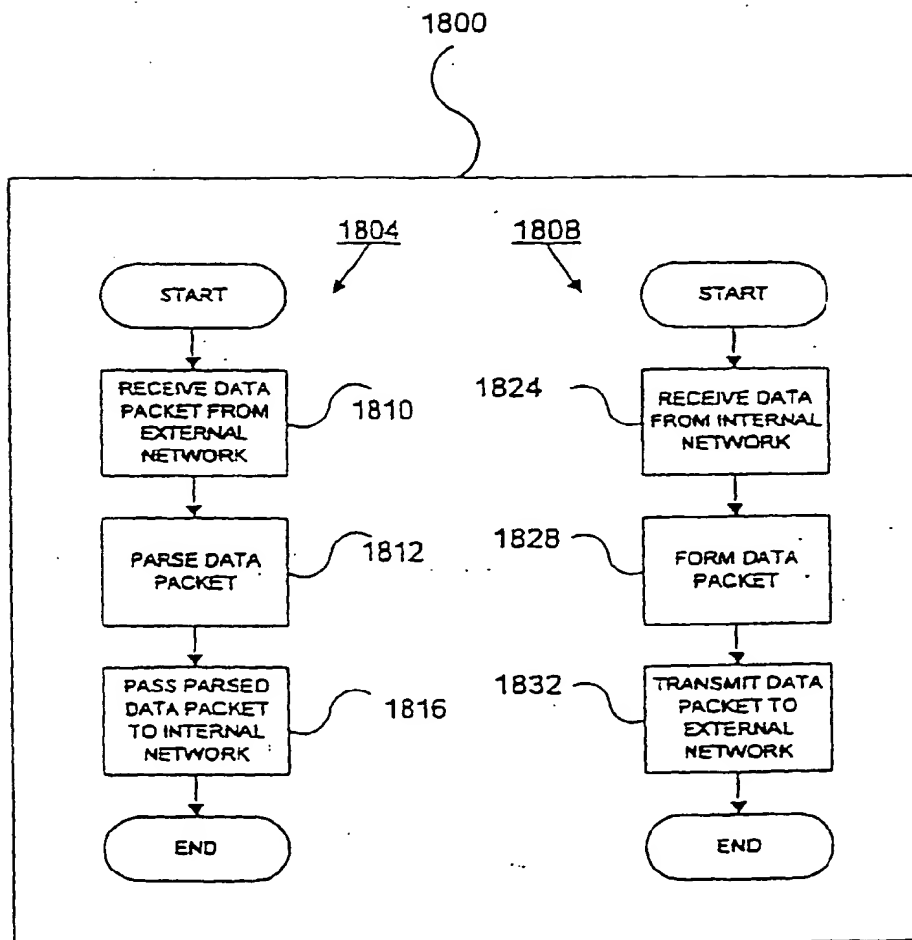 1800
1804
1808
START
START
RECEIVE DATA
PACKET FROM
EXTERNAL
NETWORK
1810
1824
RECEIVE DATA
FROM INTERNAL
NETWORK
PARSE DATA
PACKET
1812
1828
FORM DATA
PACKET
PASS PARSED
DATA PACKET
TO INTERNAL
NETWORK
1816
1832
TRANSMIT DATA
PACKET TO
EXTERNAL
NETWORK
END
END